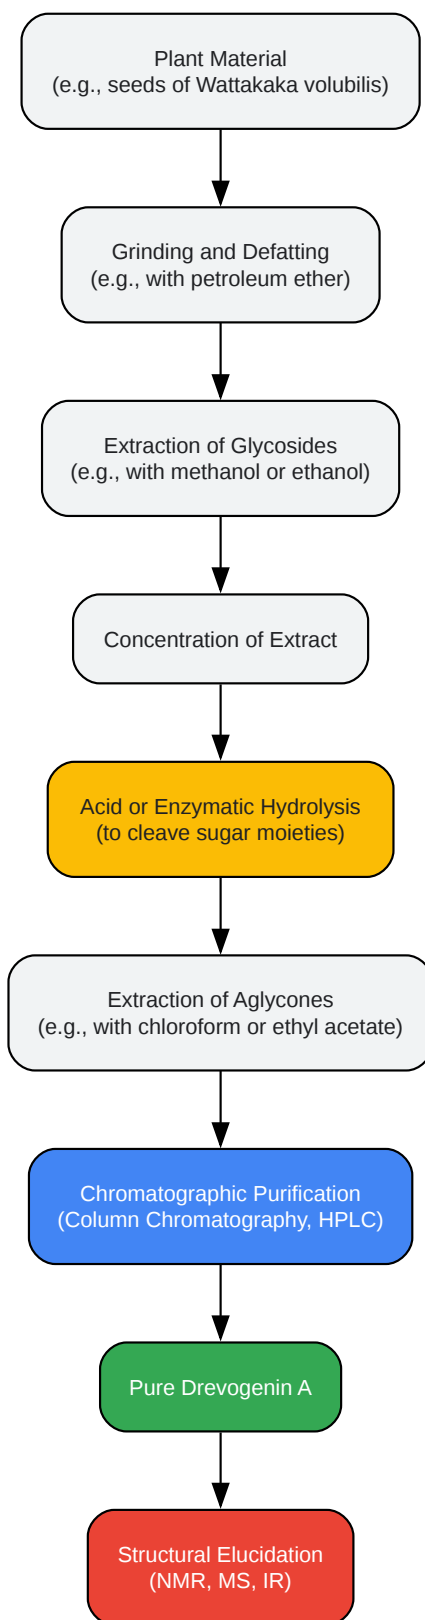 Plant Material
(e.g., seeds of Wattakaka volubilis)
Grinding and Defatting
(e.g., with petroleum ether)
Extraction of Glycosides
(e.g., with methanol or ethanol)
Concentration of Extract
Acid or Enzymatic Hydrolysis
(to cleave sugar moieties)
Extraction of Aglycones
(e.g., with chloroform or ethyl acetate)
Chromatographic Purification
(Column Chromatography, HPLC)
Pure Drevogenin A
Structural Elucidation
(NMR, MS, IR)